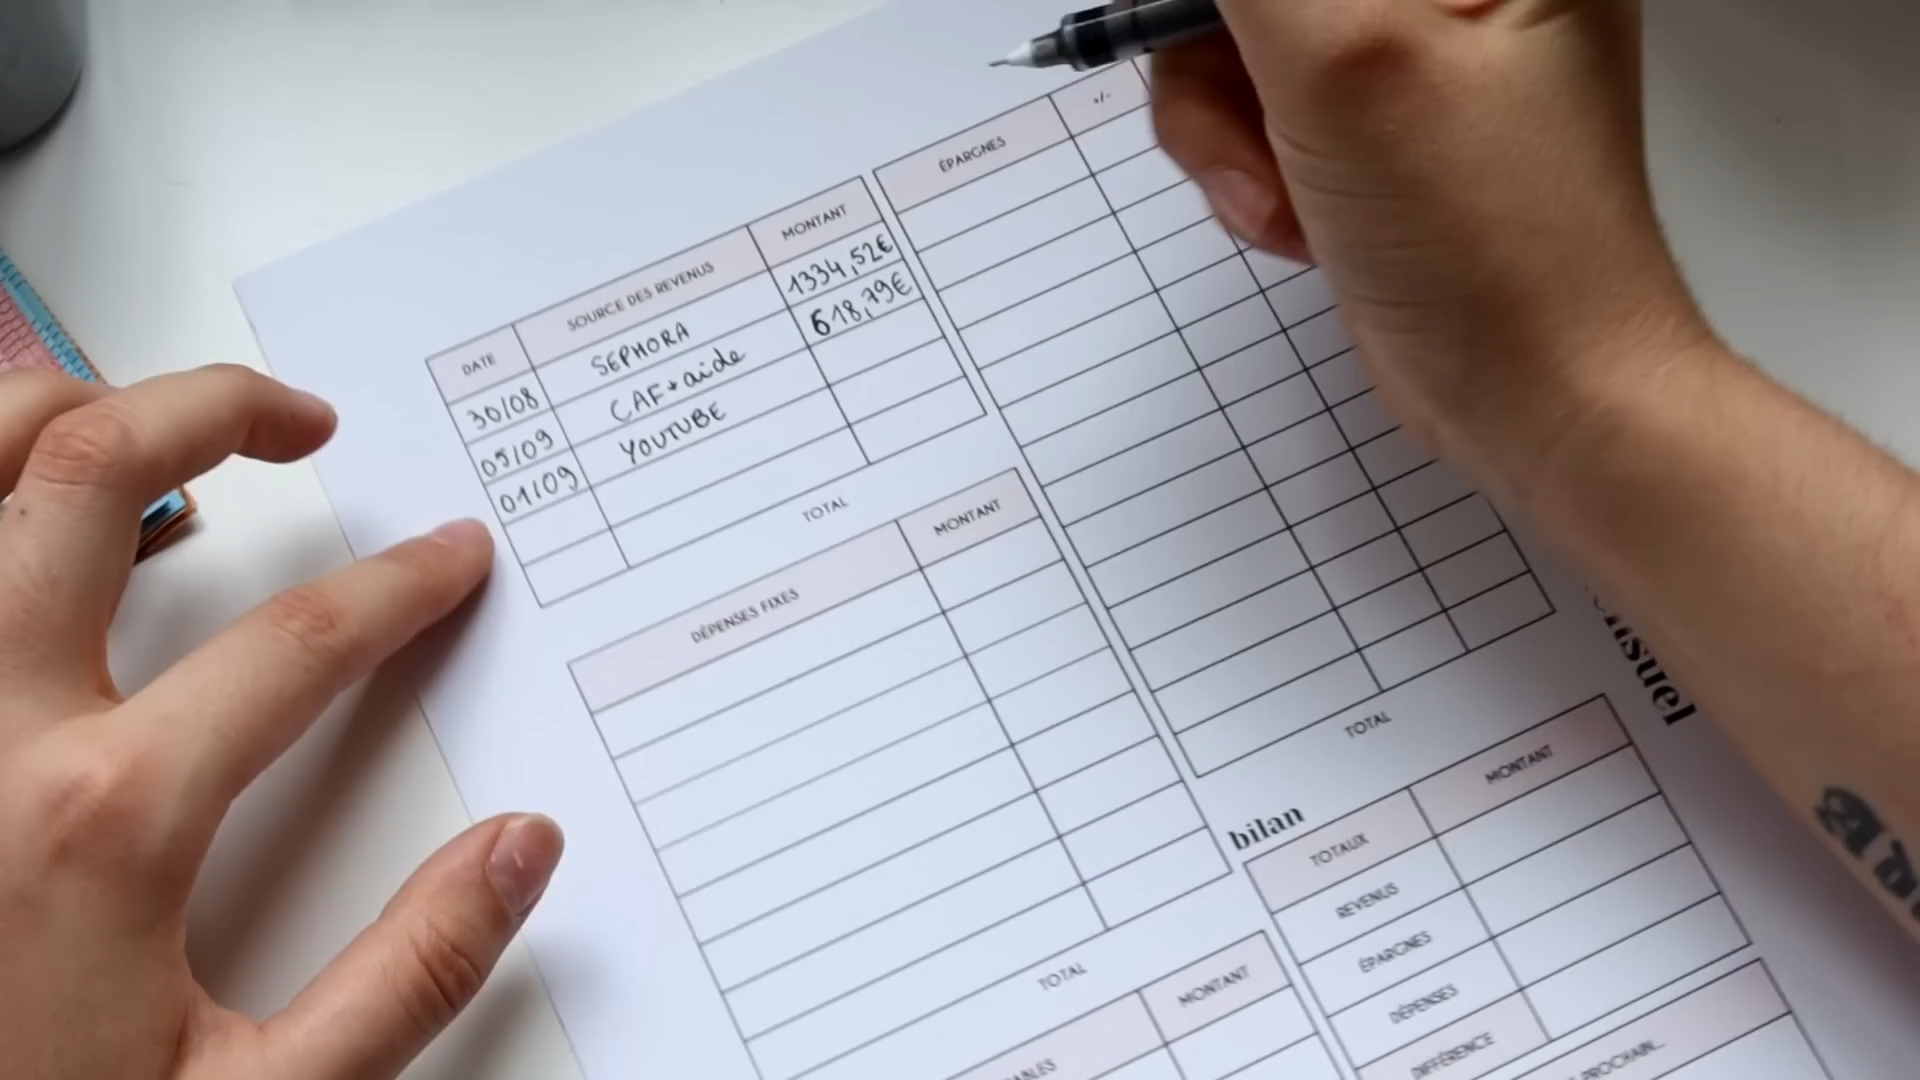 DATE SOURCE DES REVENUS MONTANT
30/08 SEPHORA 1334,52€
05/09 CAF+aide 618,79€
01/09 YOUTUBE
TOTAL
ÉPARGNES +/-
TOTAL
DÉPENSES FIXES MONTANT
TOTAL
MONTANT
bilan
TOTAUX MONTANT
REVENUS
ÉPARGNES
DÉPENSES
DIFFÉRENCE
PROCHAIN...